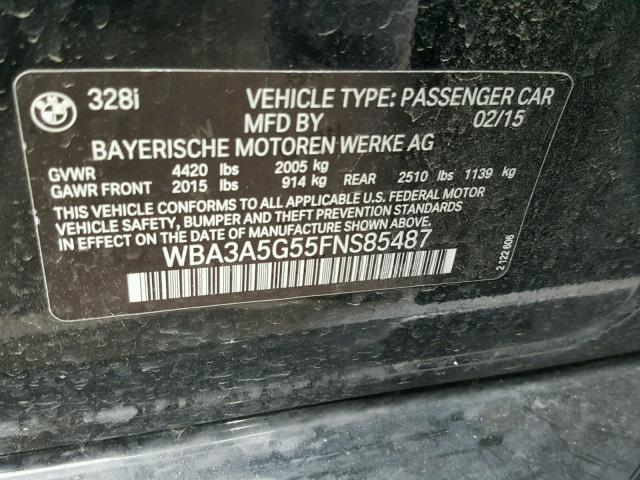 328i VEHICLE TYPE: PASSENGER CAR
MFD BY 02/15
BAYERISCHE MOTOREN WERKE AG
GVWR 4420 lbs 2005 kg
GAWR FRONT 2015 lbs 914 kg REAR 2510 lbs 1139 kg
THIS VEHICLE CONFORMS TO ALL APPLICABLE U.S. FEDERAL MOTOR
VEHICLE SAFETY, BUMPER AND THEFT PREVENTION STANDARDS
IN EFFECT ON THE DATE OF MANUFACTURE SHOWN ABOVE.
WBA3A5G55FNS85487
2 122 606